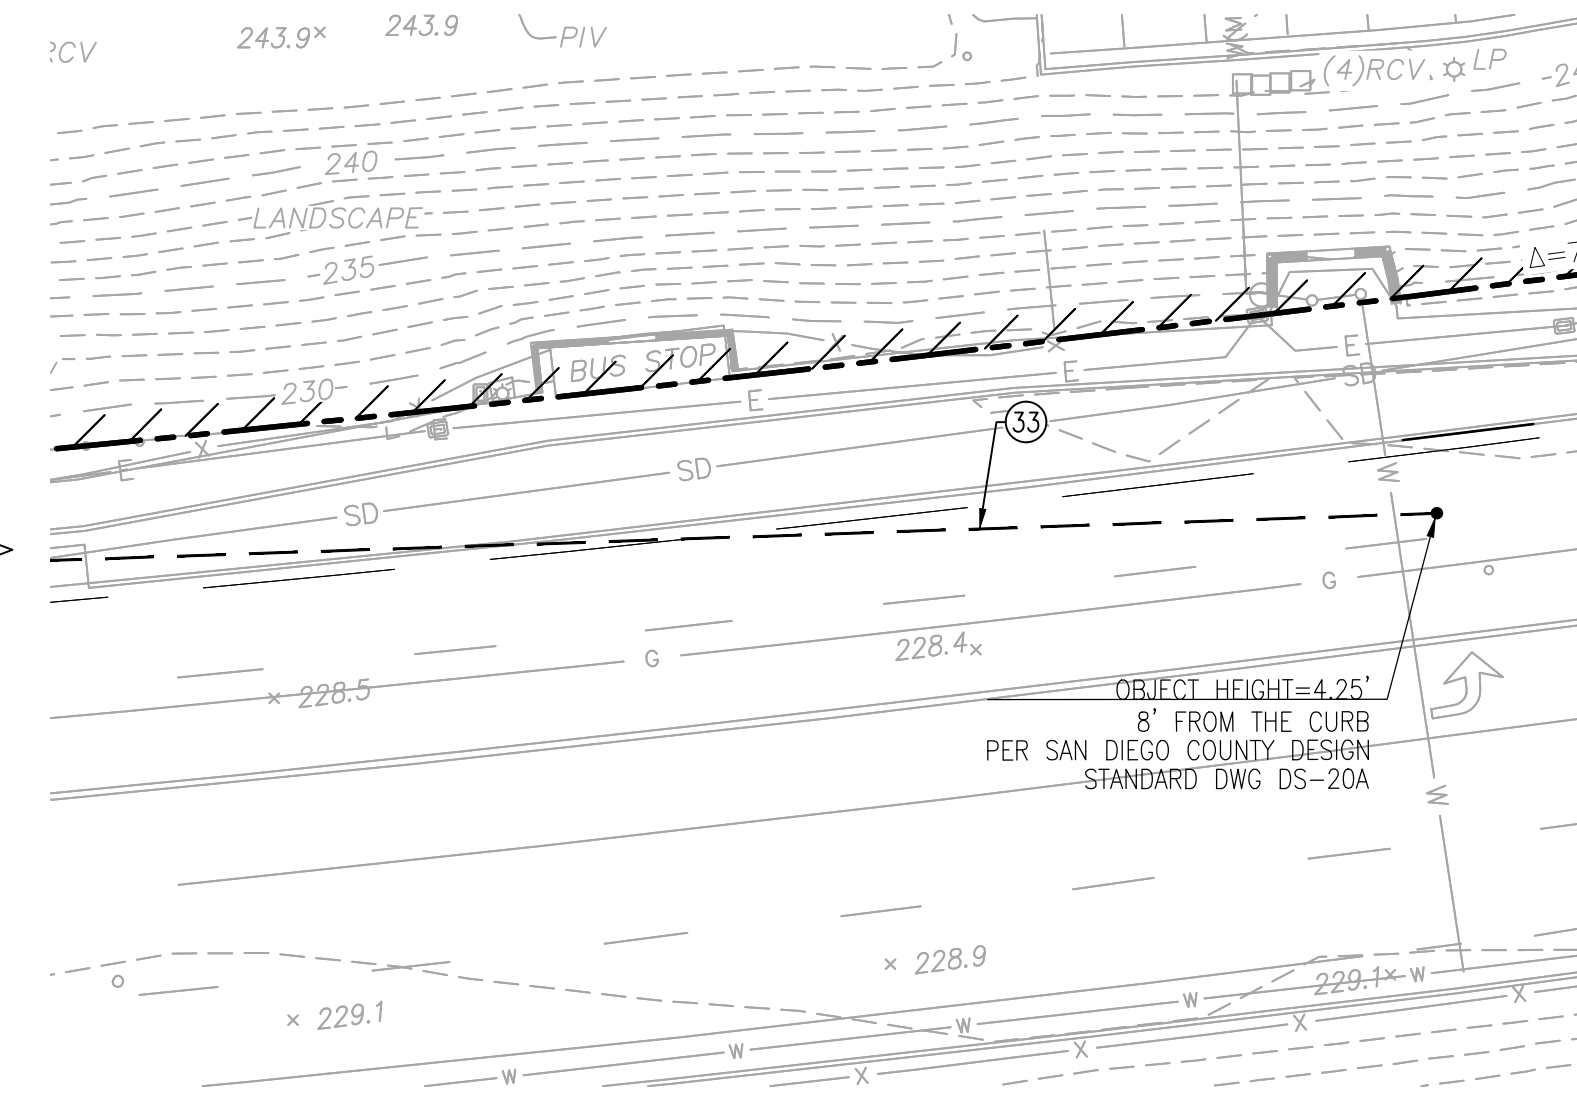 243.9×
243.9
PIV
RCV
(4)RCV.
LP
240
LANDSCAPE
235
Δ=7
BUS STOP
230
E
E
E
SD
X
E
33
SD
SD
W
G
G
228.4×
× 228.5
OBJECT HEIGHT=4.25'
8' FROM THE CURB
PER SAN DIEGO COUNTY DESIGN
STANDARD DWG DS-20A
W
× 228.9
229.1×
W
W
X
× 229.1
W
X
W
X
W
X